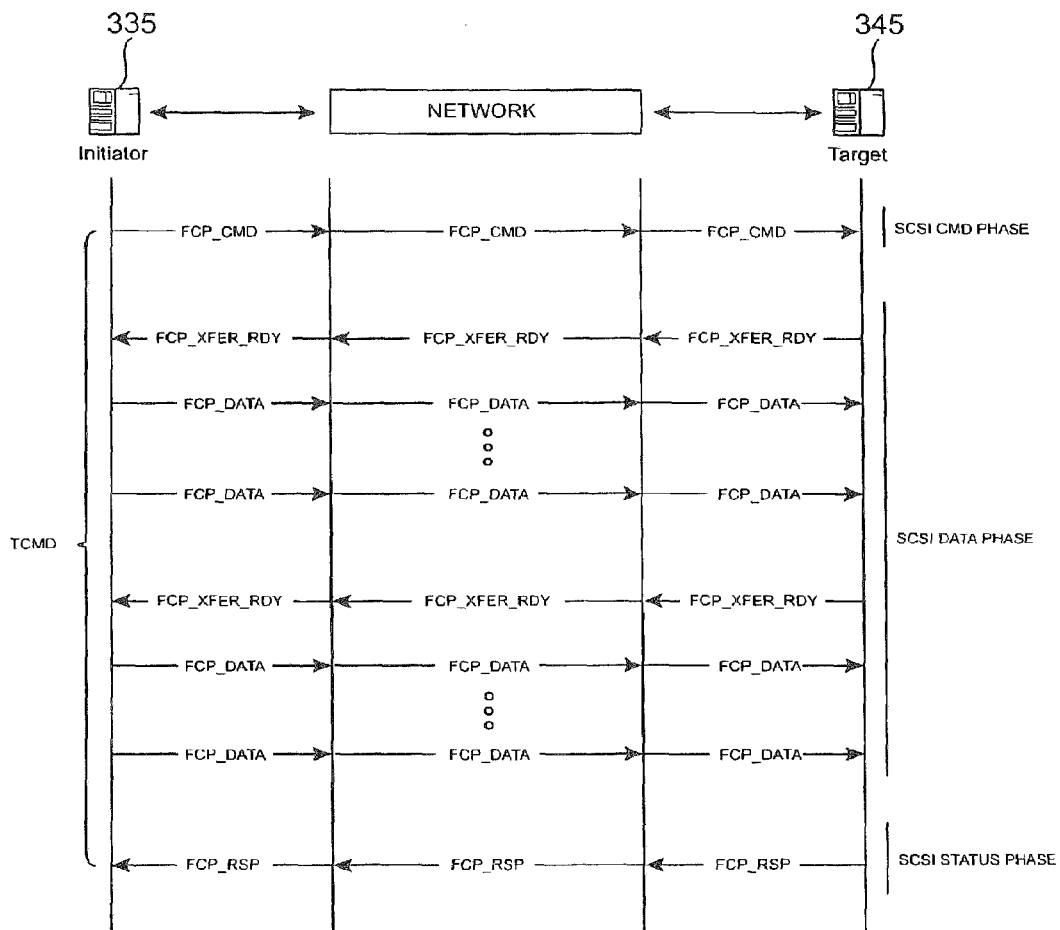 335
345
NETWORK
Initiator
Target
FCP_CMD FCP_CMD FCP_CMD
SCSI CMD PHASE
FCP_XFER_RDY FCP_XFER_RDY FCP_XFER_RDY
FCP_DATA FCP_DATA FCP_DATA
FCP_DATA FCP_DATA FCP_DATA
TCMD
SCSI DATA PHASE
FCP_XFER_RDY FCP_XFER_RDY FCP_XFER_RDY
FCP_DATA FCP_DATA FCP_DATA
FCP_DATA FCP_DATA FCP_DATA
FCP_RSP FCP_RSP FCP_RSP
SCSI STATUS PHASE